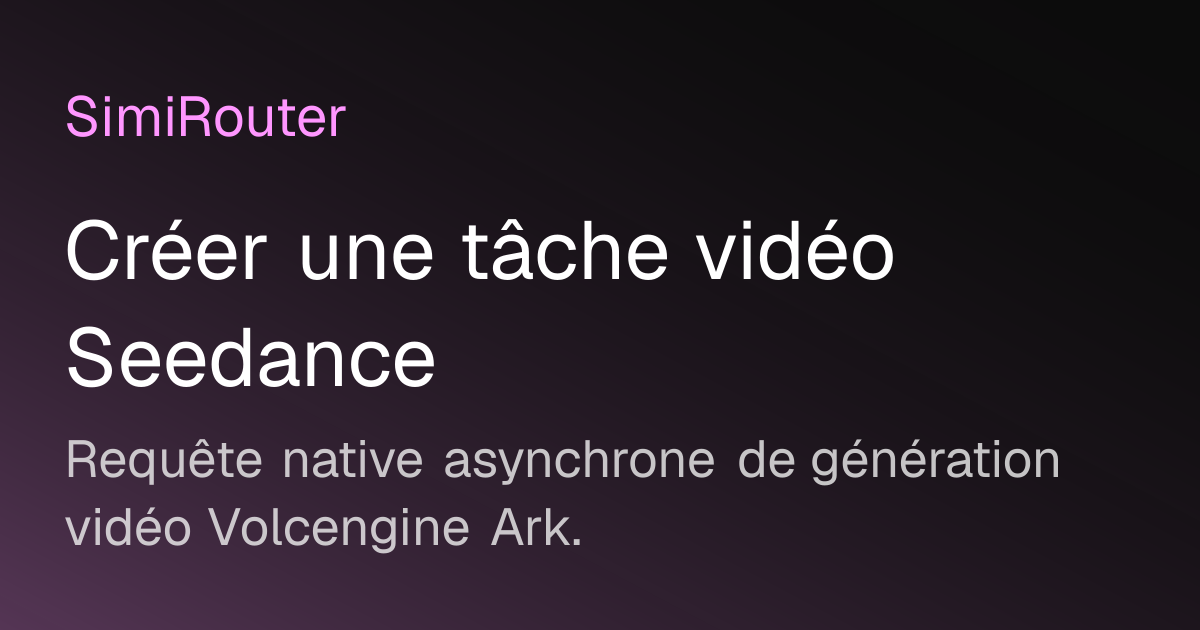 SimiRouter
Créer une tâche vidéo
Seedance
Requête native asynchrone de génération
vidéo Volcengine Ark.